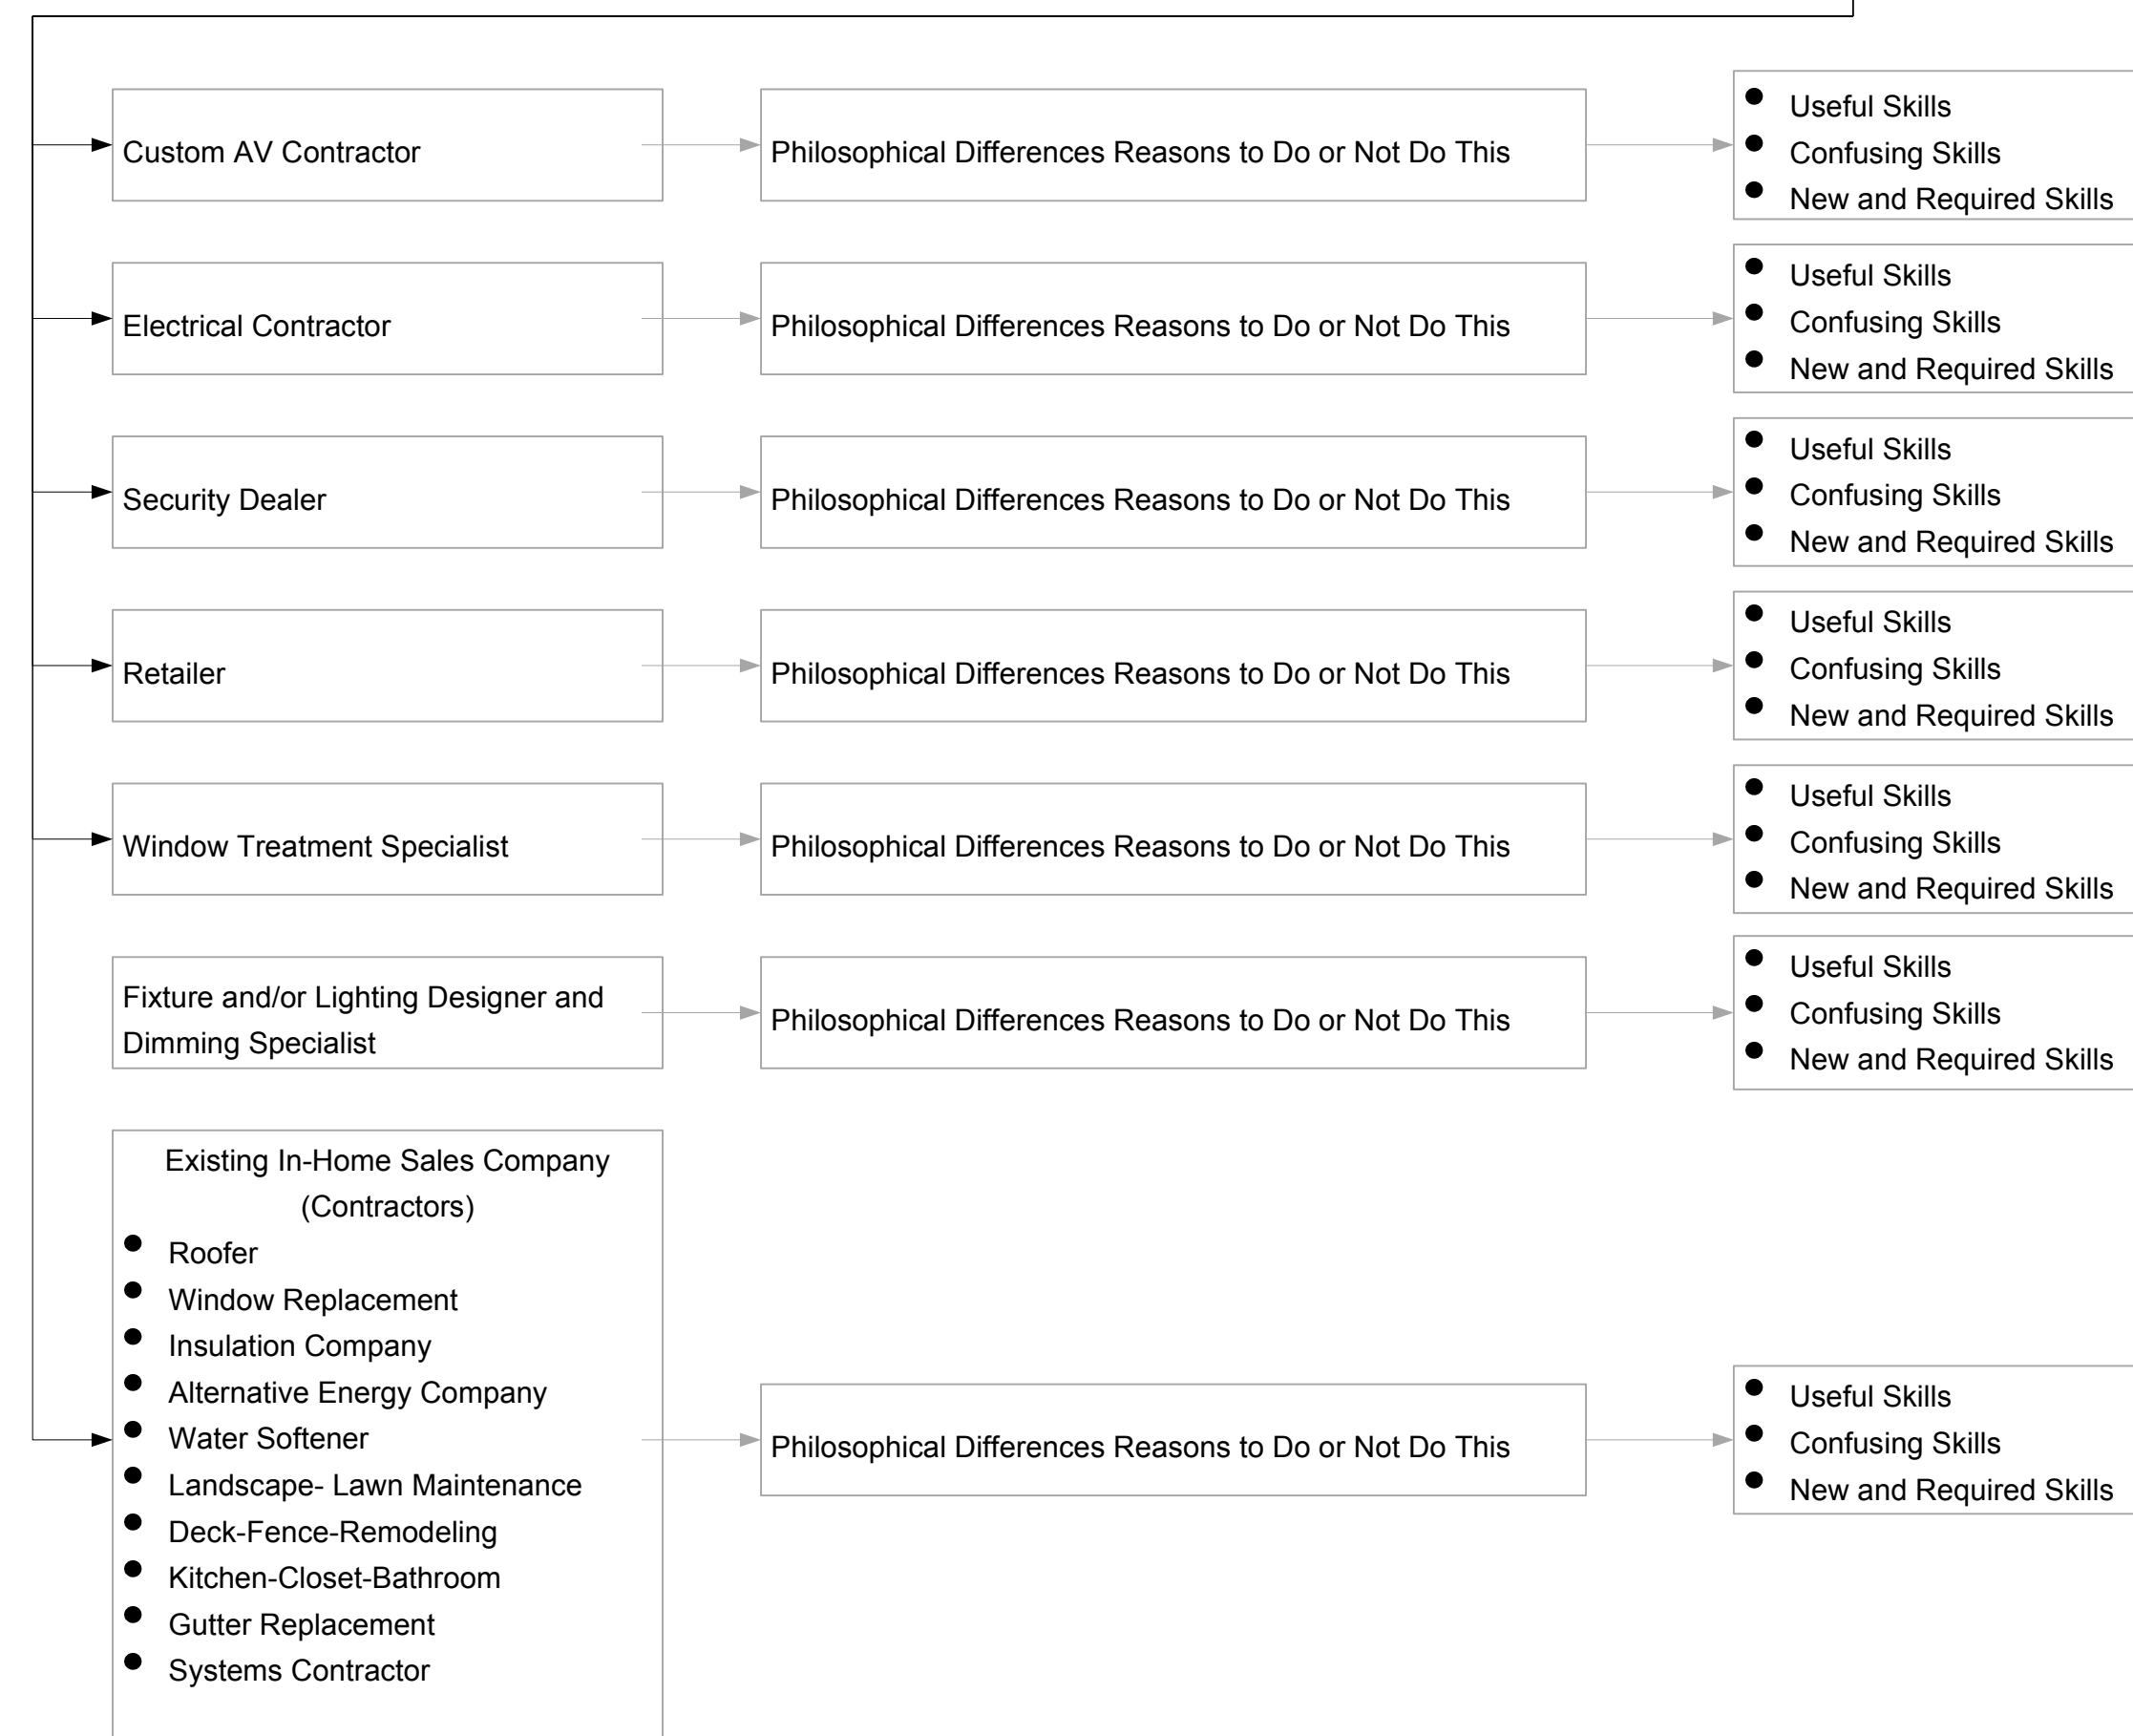 Custom AV Contractor
Philosophical Differences Reasons to Do or Not Do This
● Useful Skills
● Confusing Skills
● New and Required Skills
Electrical Contractor
Philosophical Differences Reasons to Do or Not Do This
● Useful Skills
● Confusing Skills
● New and Required Skills
Security Dealer
Philosophical Differences Reasons to Do or Not Do This
● Useful Skills
● Confusing Skills
● New and Required Skills
Retailer
Philosophical Differences Reasons to Do or Not Do This
● Useful Skills
● Confusing Skills
● New and Required Skills
Window Treatment Specialist
Philosophical Differences Reasons to Do or Not Do This
● Useful Skills
● Confusing Skills
● New and Required Skills
Fixture and/or Lighting Designer and
Dimming Specialist
Philosophical Differences Reasons to Do or Not Do This
● Useful Skills
● Confusing Skills
● New and Required Skills
Existing In-Home Sales Company
(Contractors)
● Roofer
● Window Replacement
● Insulation Company
● Alternative Energy Company
● Water Softener
● Landscape- Lawn Maintenance
● Deck-Fence-Remodeling
● Kitchen-Closet-Bathroom
● Gutter Replacement
● Systems Contractor
Philosophical Differences Reasons to Do or Not Do This
● Useful Skills
● Confusing Skills
● New and Required Skills